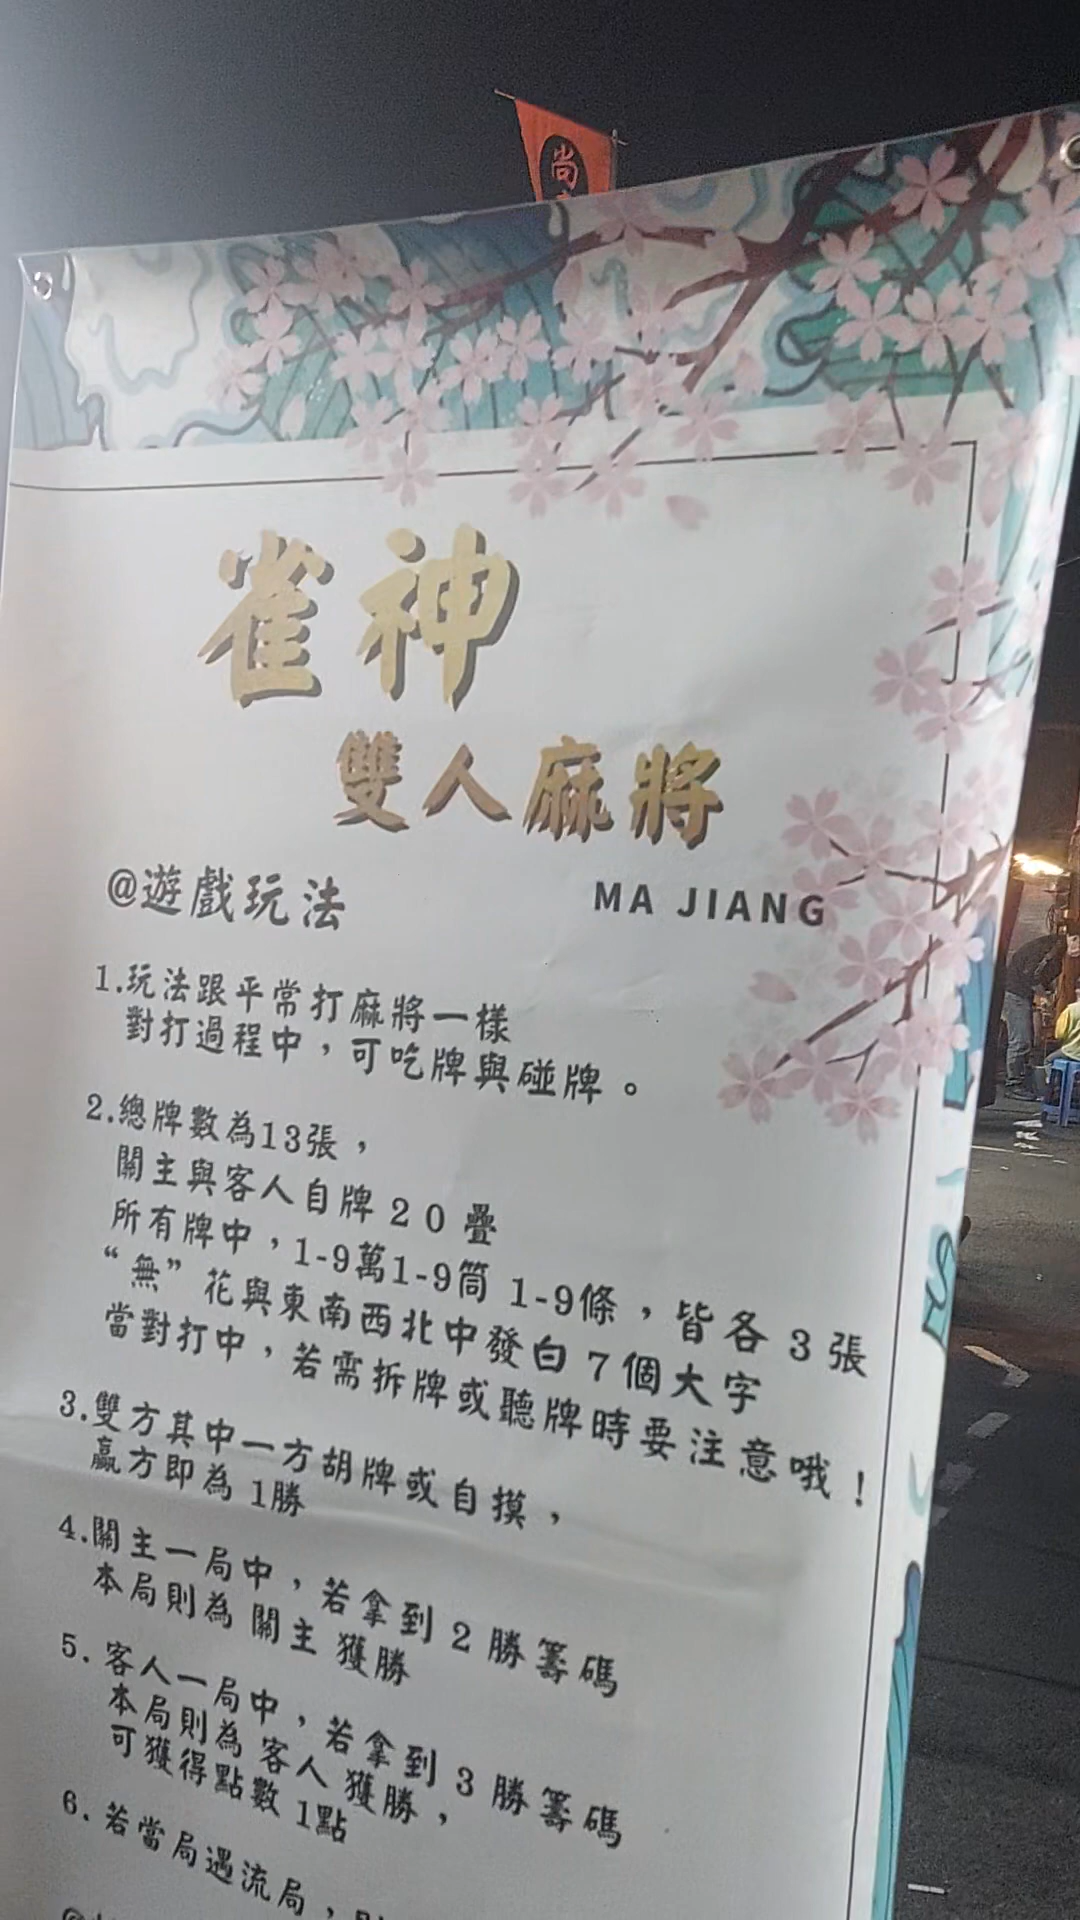 尚
雀神
雙人麻將
@遊戲玩法
MA JIANG
1.玩法跟平常打麻將一樣
對打過程中，可吃牌與碰牌。
2.總牌數為13張，
關主與客人自牌 20 疊
所有牌中，1-9萬1-9筒 1-9條，皆各 3 張
“無”花與東南西北中發白 7 個大字
當對打中，若需拆牌或聽牌時要注意哦！
3.雙方其中一方胡牌或自摸，
贏方即為 1勝
4.關主一局中，若拿到 2 勝籌碼
本局則為 關主 獲勝
5. 客人一局中，若拿到 3 勝籌碼
本局則為 客人 獲勝，
可獲得點數 1點
6. 若當局遇流局，